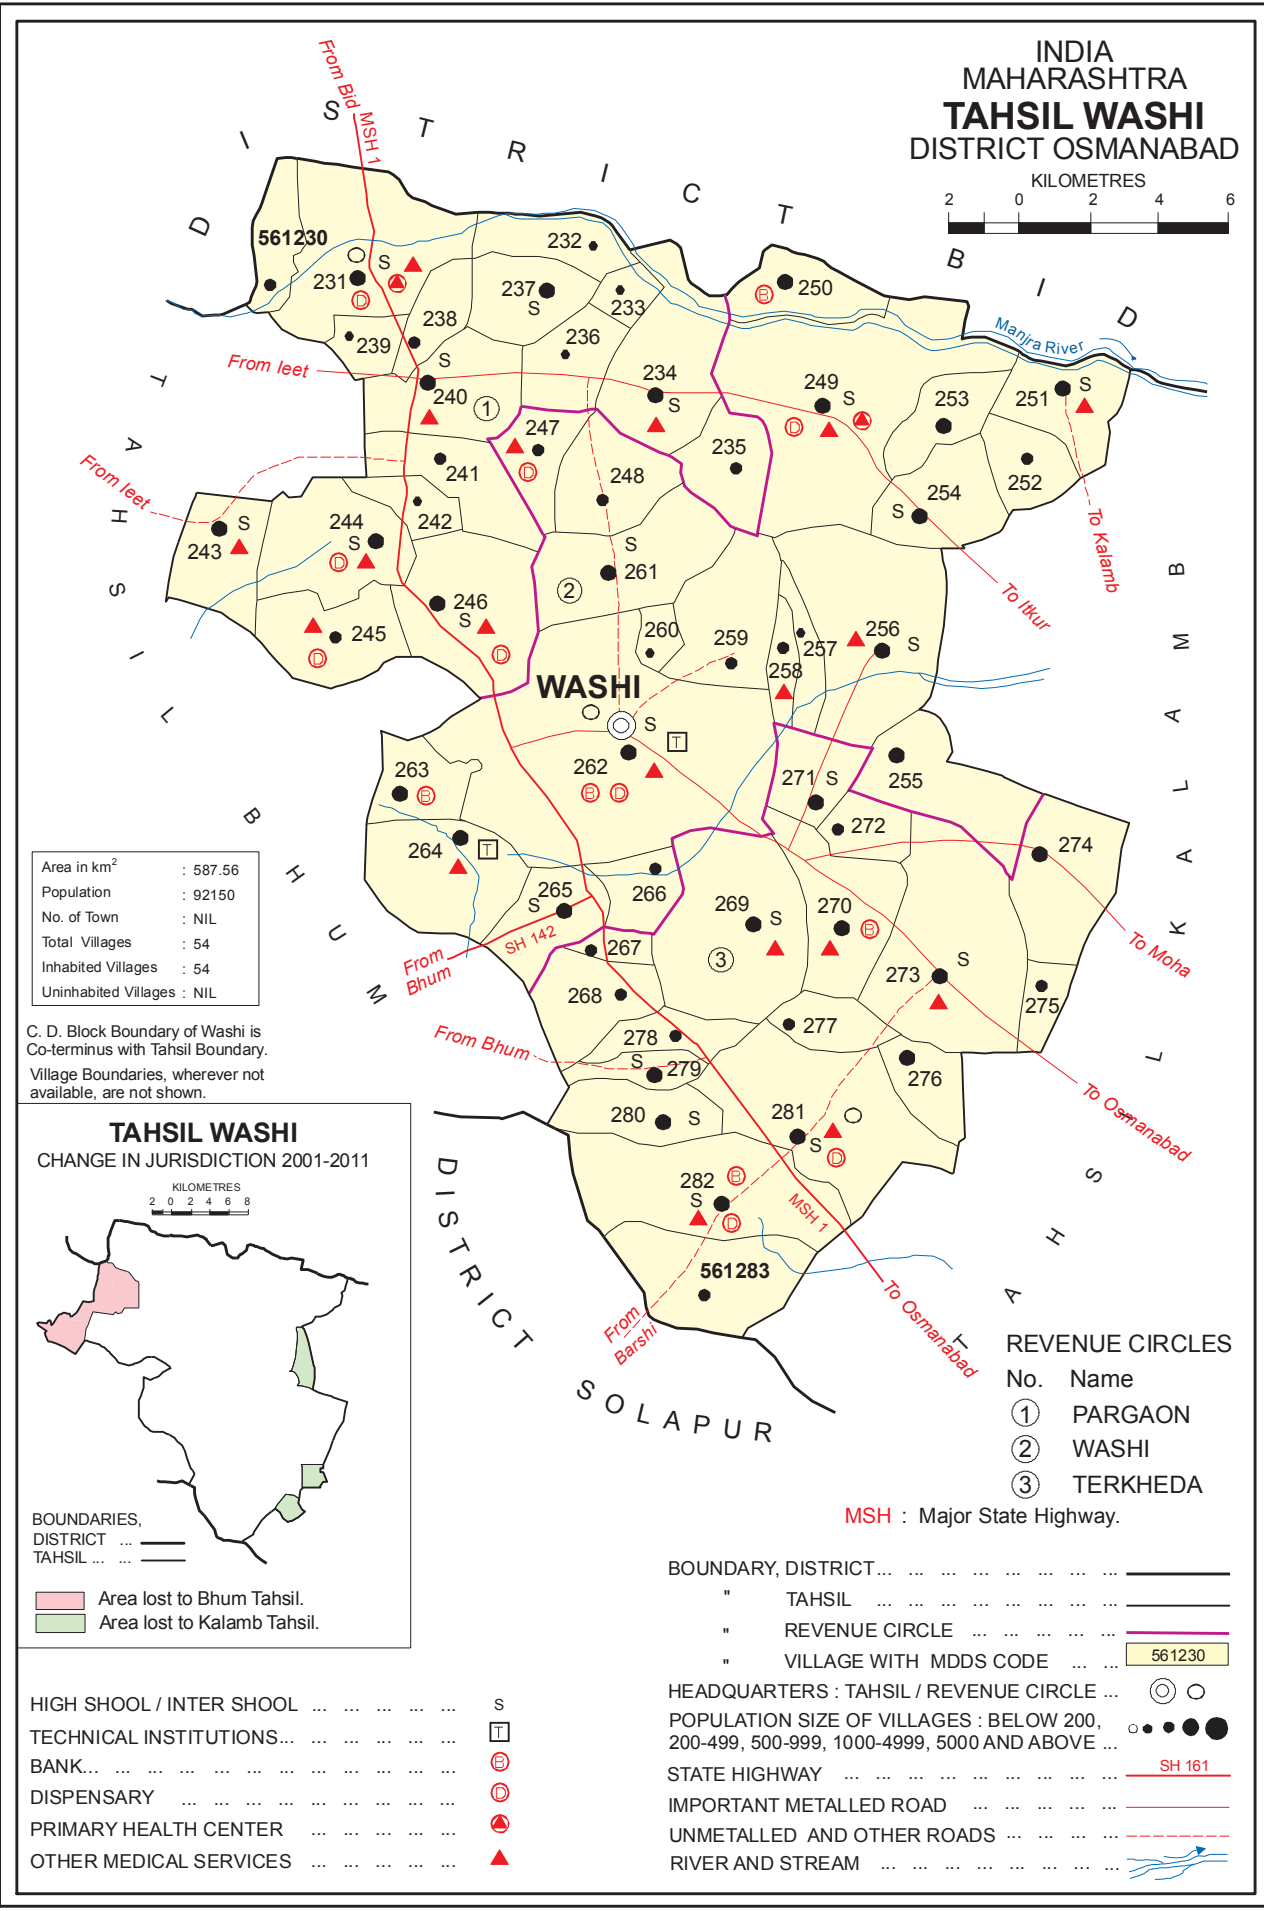 INDIA
MAHARASHTRA
TAHSIL WASHI
DISTRICT OSMANABAD
KILOMETRES
2 0 2 4 6
DISTRICT BID
TAHSIL BHUM
TAHSIL KALAMB
DISTRICT SOLAPUR
From Bid
MSH 1
561230
231
S
D
232
233
237
S
236
238
239
240
S
From leet
1
234
S
235
250
B
Manjra River
249
S
D
253
251
S
252
254
S
To Kalamb
To Itkur
247
D
248
241
242
From leet
243
S
244
S
D
245
D
246
S
D
S
261
2
260
259
257
258
256
S
WASHI
S
T
262
B D
263
B
264
T
265
S
266
SH 142
From
Bhum
267
268
269
S
3
270
B
271
S
272
255
274
To Moha
273
S
275
277
276
278
From Bhum
S
279
280
S
281
S
D
To Osmanabad
282
S
B
D
MSH 1
561283
From
Barshi
To Osmanabad
Area in km2 : 587.56
Population : 92150
No. of Town : NIL
Total Villages : 54
Inhabited Villages : 54
Uninhabited Villages : NIL
C. D. Block Boundary of Washi is
Co-terminus with Tahsil Boundary.
Village Boundaries, wherever not
available, are not shown.
TAHSIL WASHI
CHANGE IN JURISDICTION 2001-2011
KILOMETRES
2 0 2 4 6 8
BOUNDARIES,
DISTRICT ...
TAHSIL ... ...
Area lost to Bhum Tahsil.
Area lost to Kalamb Tahsil.
REVENUE CIRCLES
No. Name
1 PARGAON
2 WASHI
3 TERKHEDA
MSH : Major State Highway.
HIGH SHOOL / INTER SHOOL ... ... ... ... ... S
TECHNICAL INSTITUTIONS... ... ... ... ... ... T
BANK... ... ... ... ... ... ... ... ... ... ... ... B
DISPENSARY ... ... ... ... ... ... ... ... ... D
PRIMARY HEALTH CENTER ... ... ... ... ...
OTHER MEDICAL SERVICES ... ... ... ... ...
BOUNDARY, DISTRICT... ... ... ... ... ... ... ...
" TAHSIL ... ... ... ... ... ... ... ...
" REVENUE CIRCLE ... ... ... ... ...
" VILLAGE WITH MDDS CODE ... ... 561230
HEADQUARTERS : TAHSIL / REVENUE CIRCLE ...
POPULATION SIZE OF VILLAGES : BELOW 200,
200-499, 500-999, 1000-4999, 5000 AND ABOVE ...
STATE HIGHWAY ... ... ... ... ... ... ... ... ... SH 161
IMPORTANT METALLED ROAD ... ... ... ... ...
UNMETALLED AND OTHER ROADS ... ... ... ...
RIVER AND STREAM ... ... ... ... ... ... ... ...